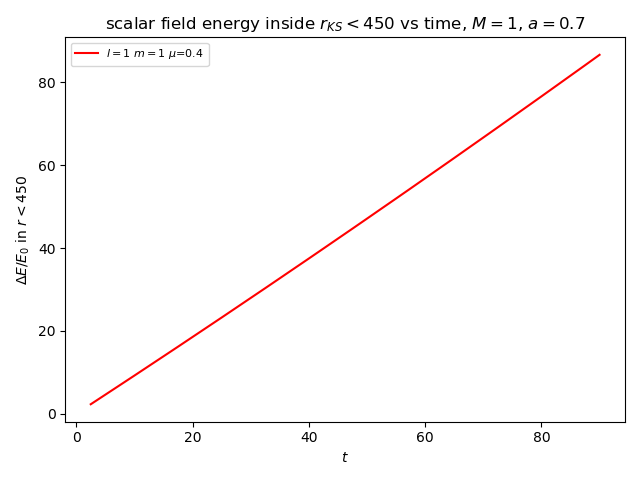 scalar field energy inside $r_{KS} < 450$ vs time, $M = 1$, $a = 0.7$
$l = 1$ $m = 1$ $\mu$=0.4
80
60
40
20
0
$\Delta E/E_0$ in $r < 450$
0 20 40 60 80
$t$